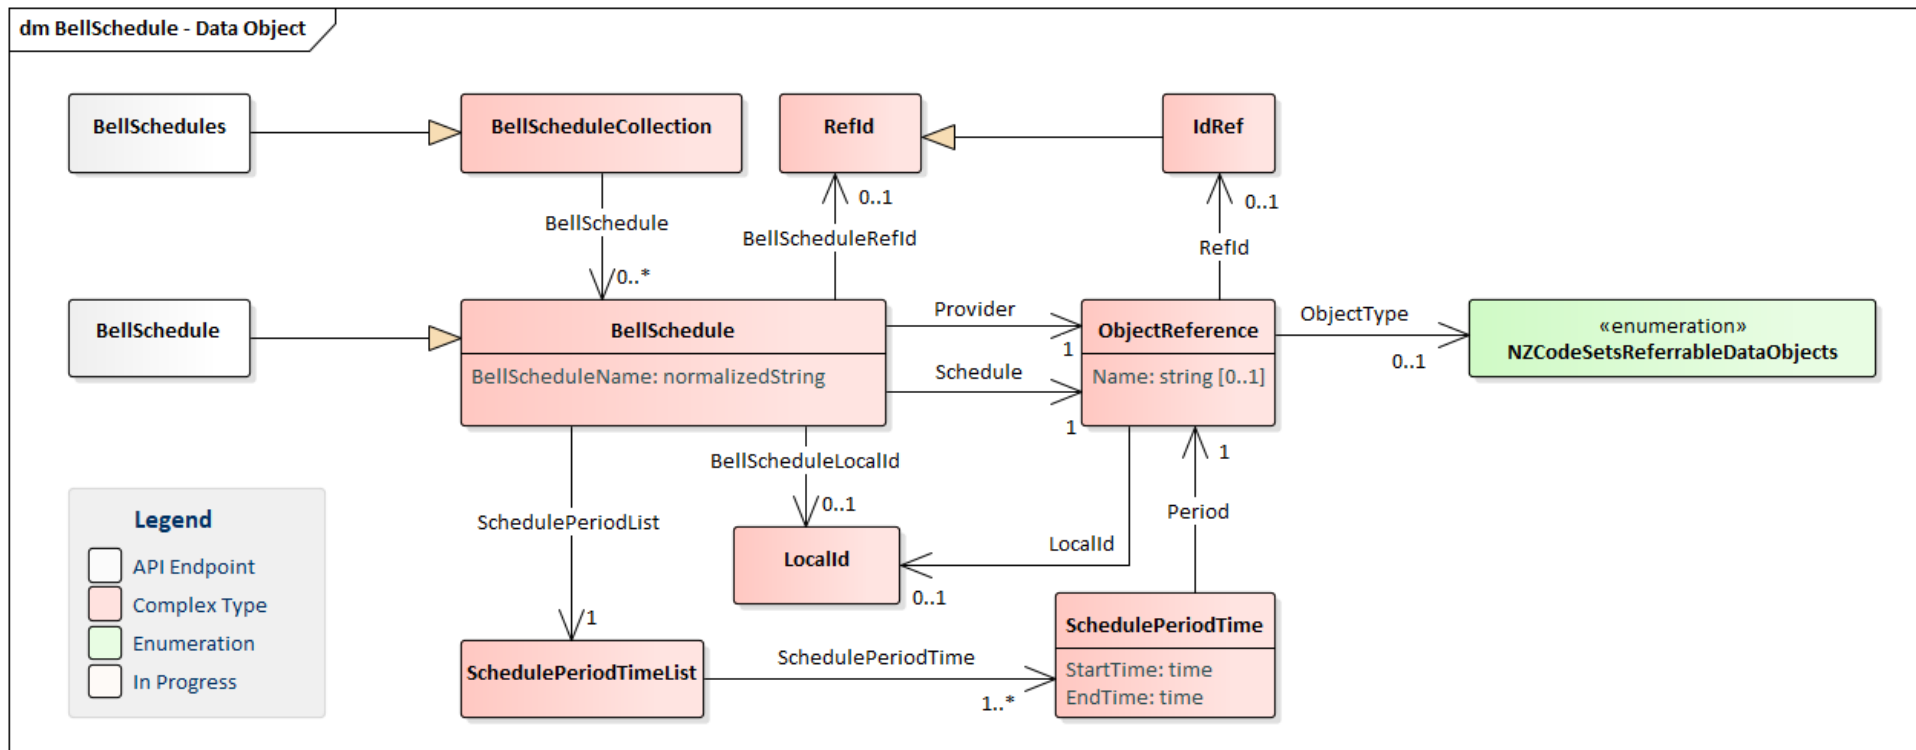 dm BellSchedule - Data Object
BellSchedules
BellScheduleCollection
RefId
IdRef
0..1
0..1
BellSchedule
BellScheduleRefId
RefId
0..*
BellSchedule
BellSchedule
BellScheduleName: normalizedString
Provider
1
Schedule
1
ObjectReference
Name: string [0..1]
ObjectType
0..1
«enumeration»
NZCodeSetsReferrableDataObjects
BellScheduleLocalId
0..1
1
Period
SchedulePeriodList
LocalId
LocalId
0..1
Legend
API Endpoint
Complex Type
Enumeration
In Progress
1
SchedulePeriodTimeList
SchedulePeriodTime
1..*
SchedulePeriodTime
StartTime: time
EndTime: time